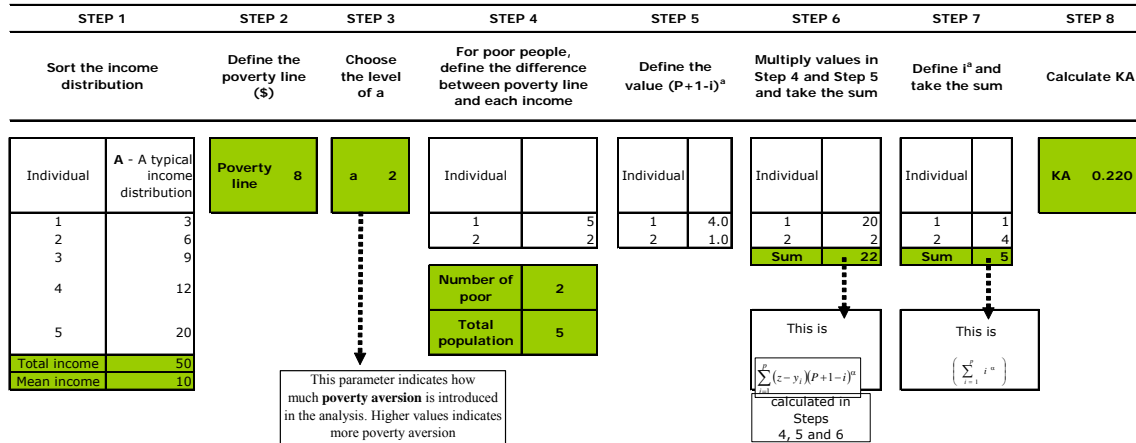 STEP 1 STEP 2 STEP 3 STEP 4 STEP 5 STEP 6 STEP 7 STEP 8
Sort the income
distribution
Define the
poverty line
($)
Choose
the level
of a
For poor people,
define the difference
between poverty line
and each income
Define the
value (P+1-i)ᵃ
Multiply values in
Step 4 and Step 5
and take the sum
Define iᵃ and
take the sum
Calculate KA
Individual
A - A typical
income
distribution
1 3
2 6
3 9
4 12
5 20
Total income 50
Mean income 10
Poverty
line 8
a 2
This parameter indicates how
much poverty aversion is introduced
in the analysis. Higher values indicates
more poverty aversion
Individual
1 5
2 2
Number of
poor 2
Total
population 5
Individual
1 4.0
2 1.0
Individual
1 20
2 2
Sum 22
This is
∑ᵢ₌₁ᵖ (z − yᵢ)(P + 1 − i)^α
calculated in
Steps
4, 5 and 6
Individual
1 1
2 4
Sum 5
This is
(∑ᵢ₌₁ᵖ i^α)
KA 0.220